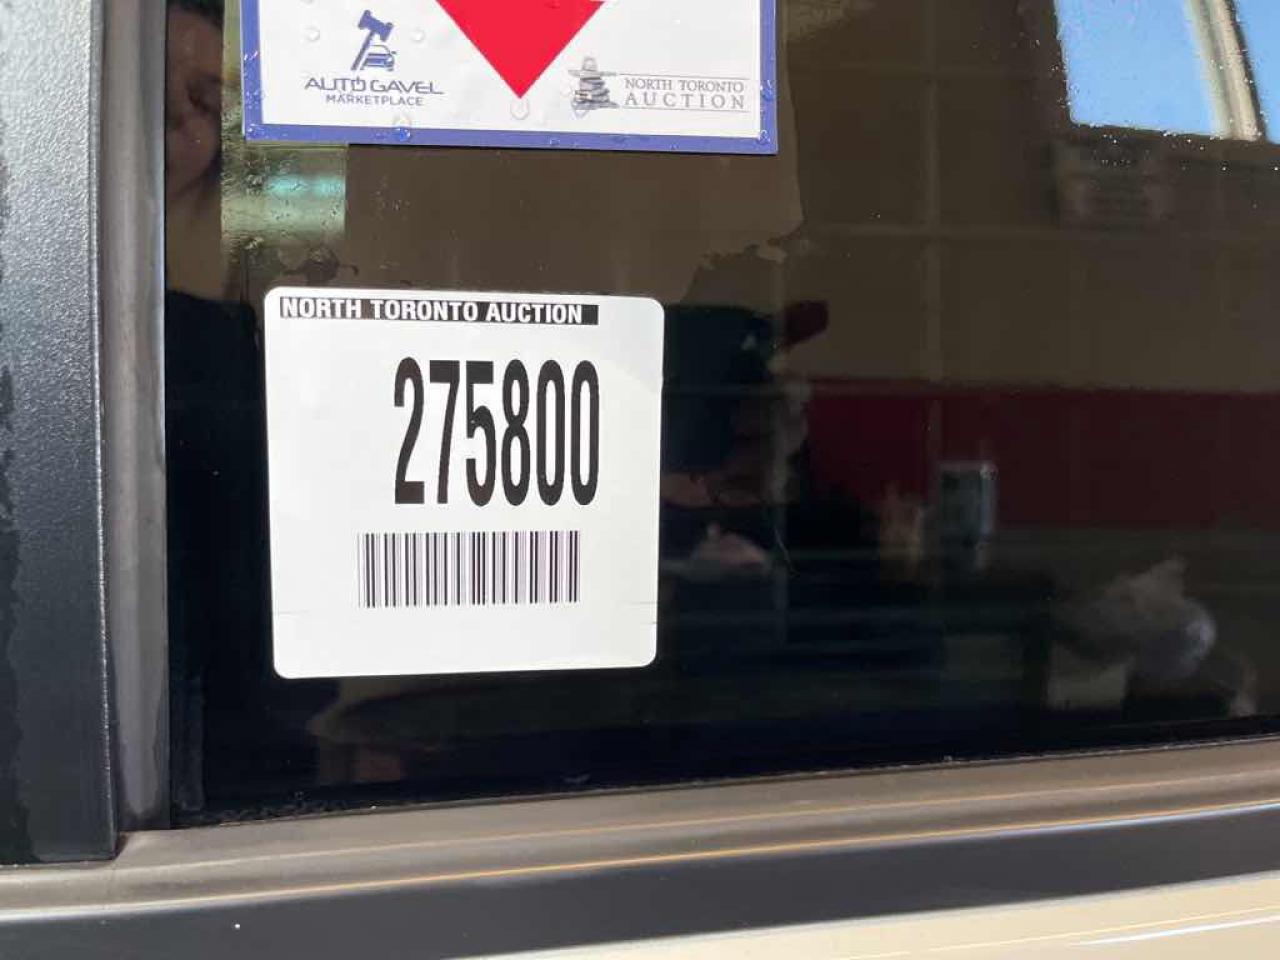 AUTO GAVEL
MARKETPLACE
NORTH TORONTO
AUCTION
NORTH TORONTO AUCTION
275800